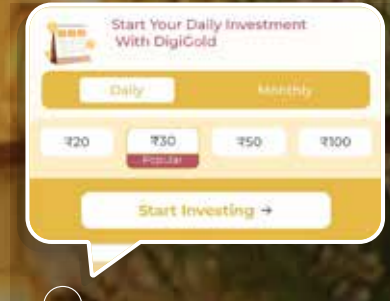 Start Your Daily Investment
With DigiGold
Daily Monthly
₹20 ₹30 ₹50 ₹100
Popular
Start Investing →